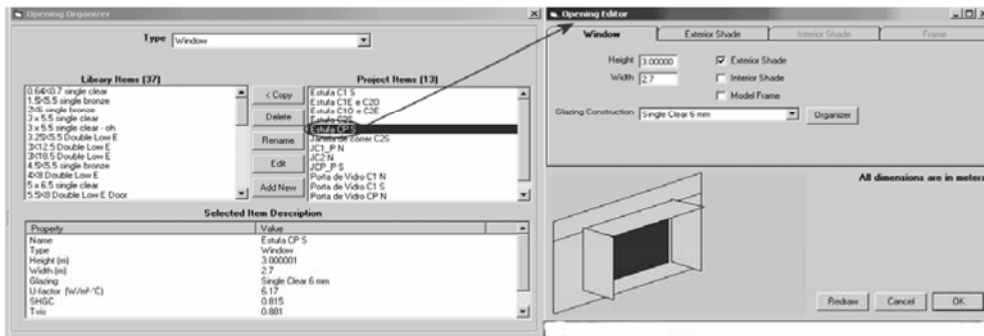 Opening Organizer
Type Window
Library Items (37)
0.64X0.7 single clear
1.5X5.5 single bronze
2X6 single bronze
3 x 5.5 single clear
3 x 5.5 single clear - oh
3.25X5.5 Double Low E
3X12.5 Double Low E
3X18.5 Double Low E
4.5X5.5 single bronze
4X8 Double Low E
5 x 6.5 single clear
5.5X8 Double Low E Door
< Copy
Delete
Rename
Edit
Add New
Project Items (13)
Estufa C1 S
Estufa C1E e C2D
Estufa C1D e C2E
Estufa C2S
Estufa CP S
Janela de correr C2S
JC1_P N
JC2 N
JCP_P S
Porta de Vidro C1 N
Porta de Vidro C1 S
Porta de Vidro CP N
Selected Item Description
Property Value
Name Estufa CP S
Type Window
Height (m) 3.000001
Width (m) 2.7
Glazing Single Clear 6 mm
U-factor (W/m²·°C) 6.17
SHGC 0.815
Tvis 0.881
Opening Editor
Window Exterior Shade Interior Shade Frame
Height 3.00000 Exterior Shade
Width 2.7 Interior Shade
Model Frame
Glazing Construction Single Clear 6 mm Organizer
All dimensions are in meters
Redraw Cancel OK